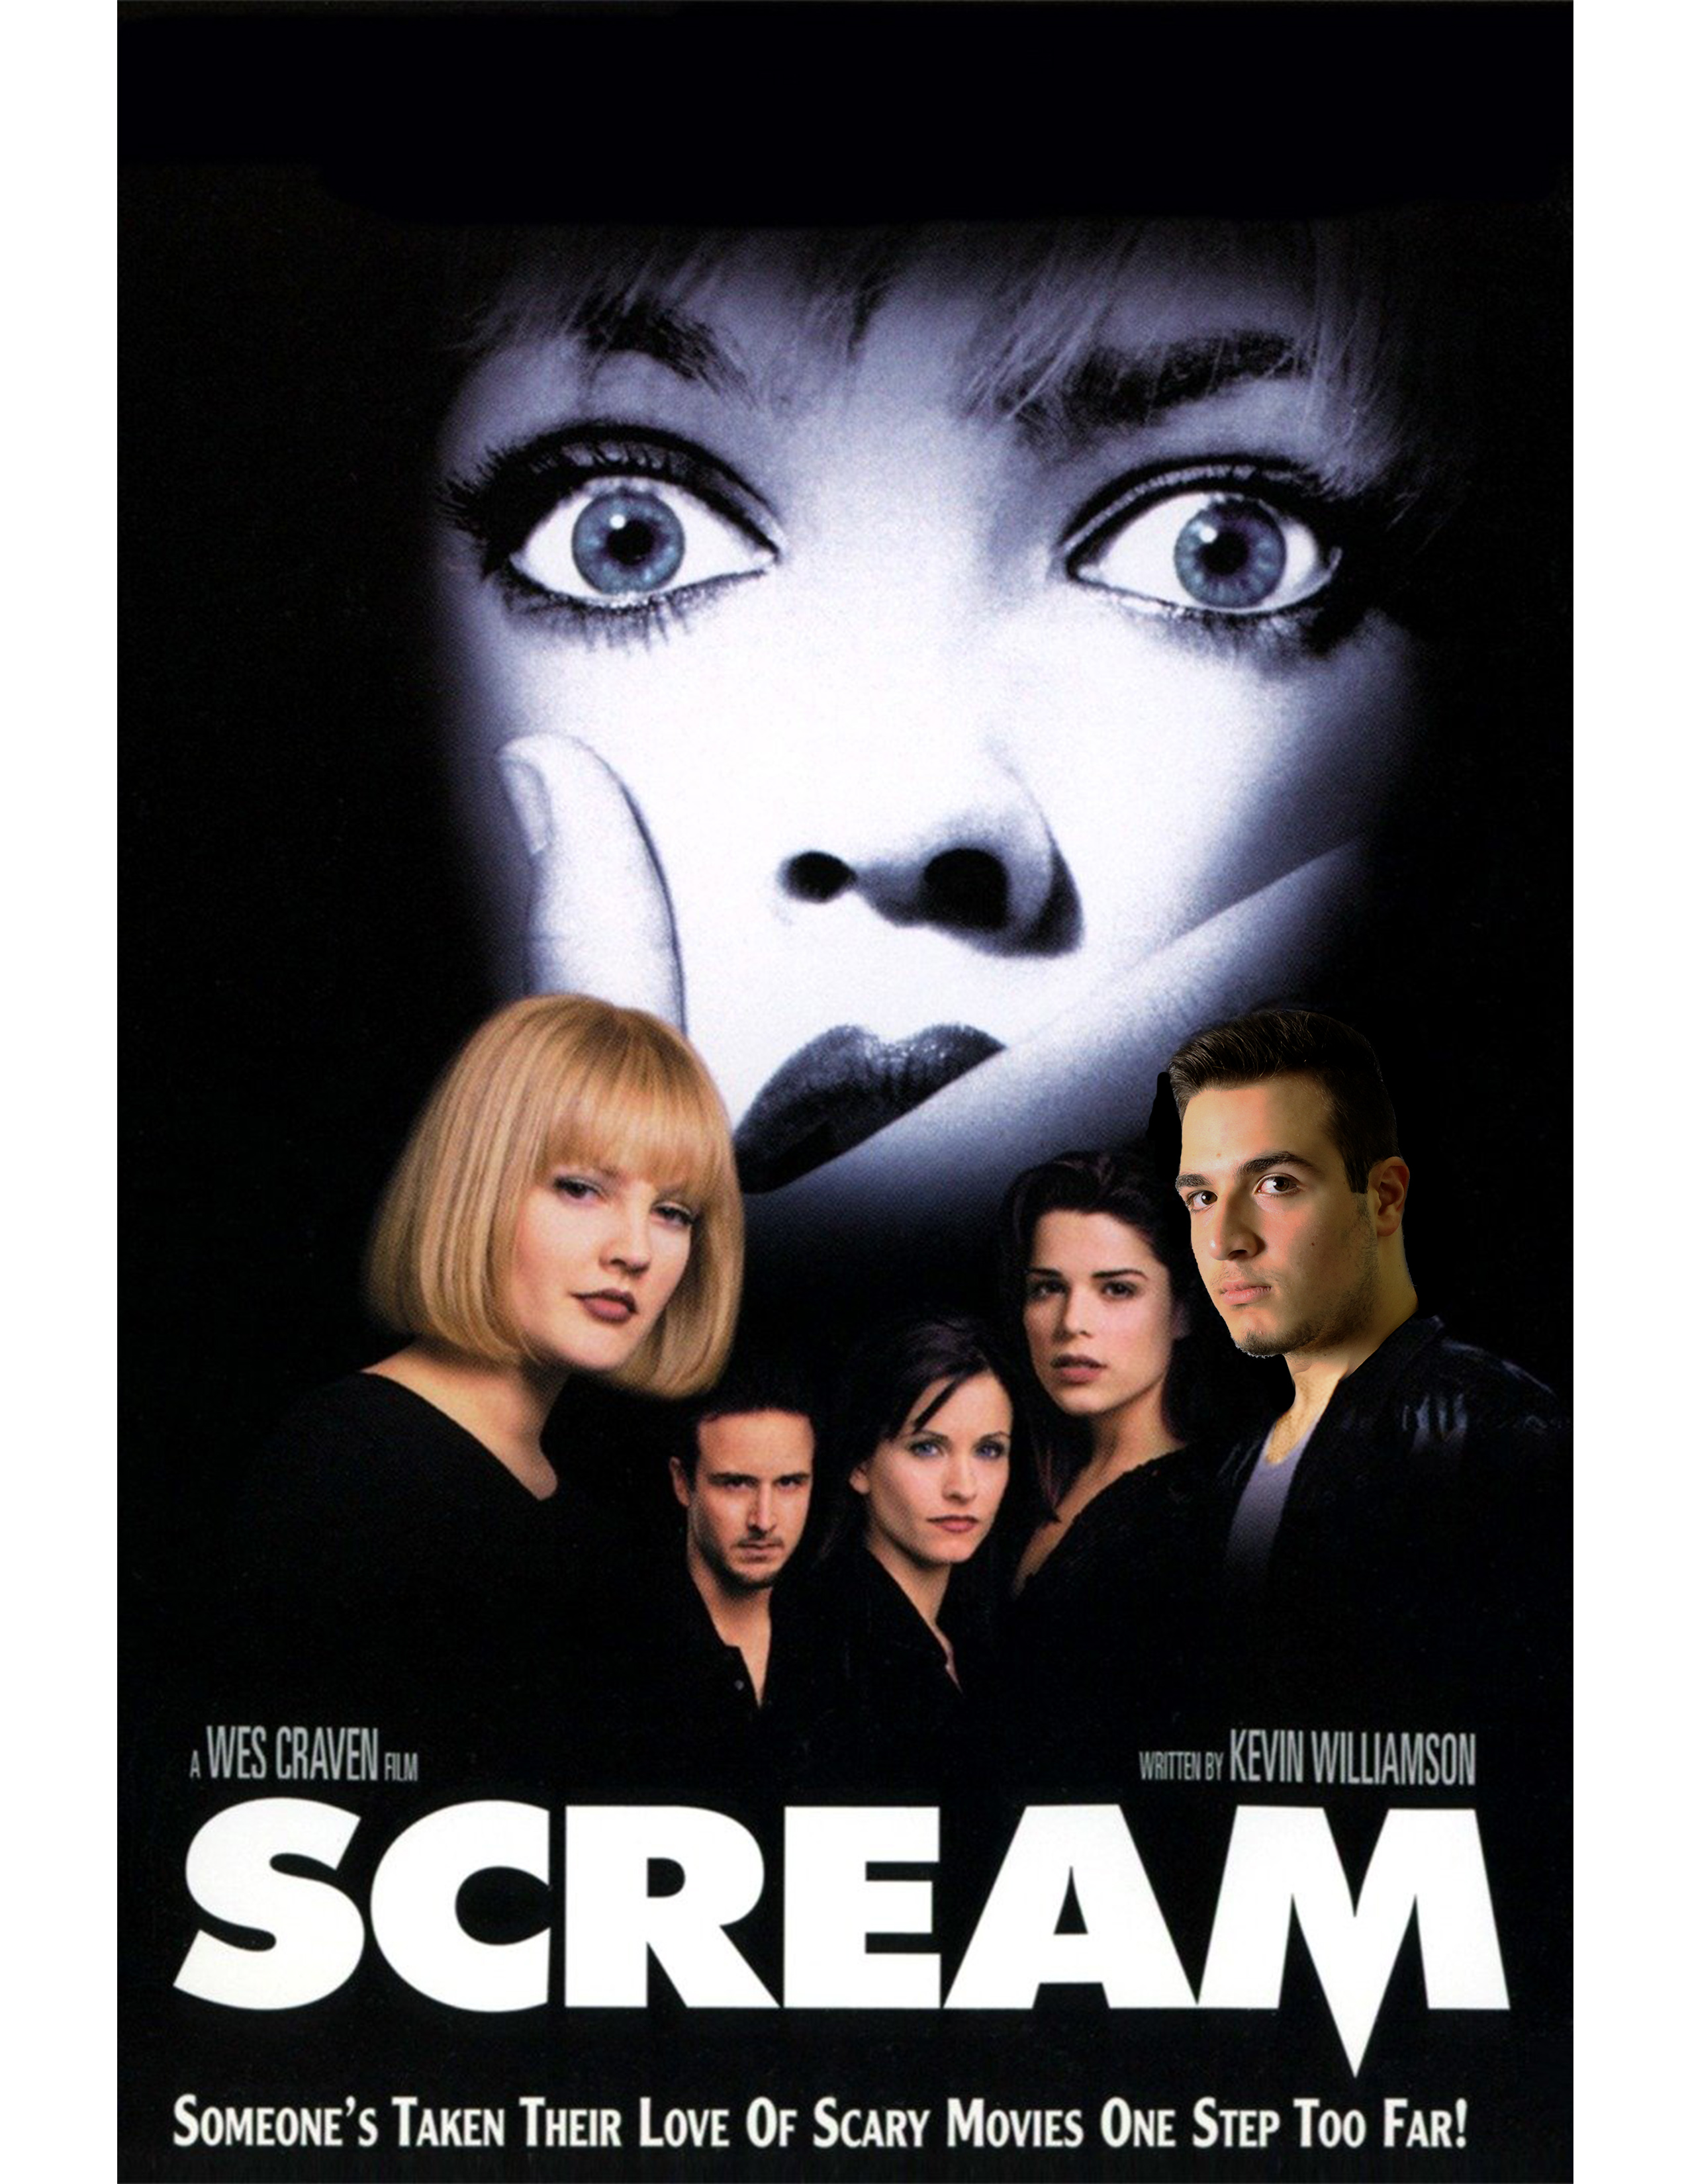 A WES CRAVEN FILM
WRITTEN BY KEVIN WILLIAMSON
SCREAM
SOMEONE'S TAKEN THEIR LOVE OF SCARY MOVIES ONE STEP TOO FAR!